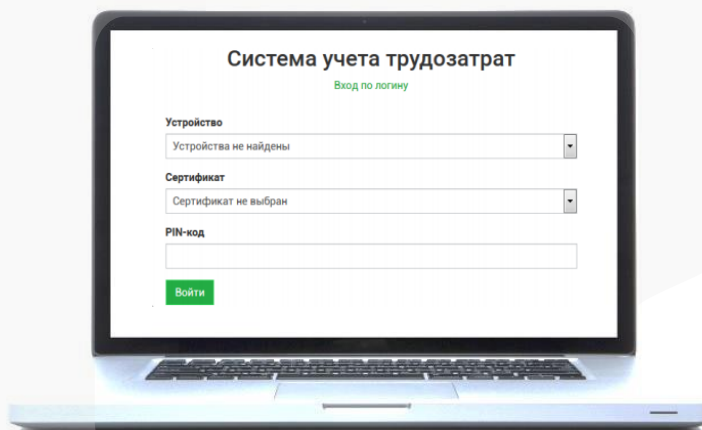 Система учета трудозатрат
Вход по логину
Устройство
Устройства не найдены
Сертификат
Сертификат не выбран
PIN-код
Войти